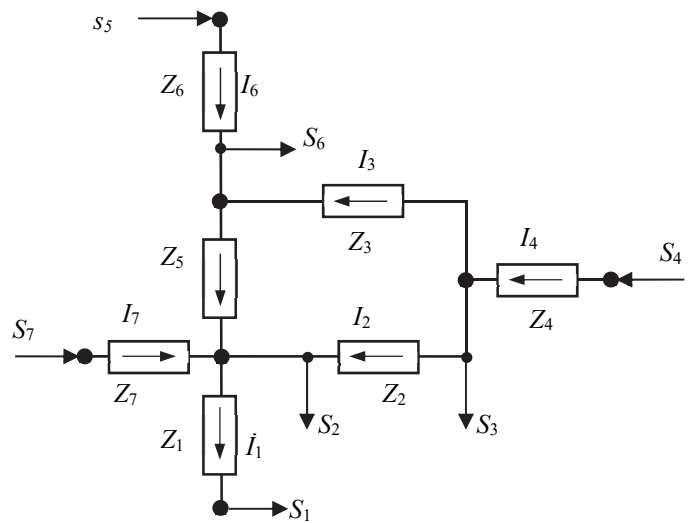 s₅
Z₆ I₆
S₆
I₃
Z₃
Z₅
I₄
S₄
Z₄
I₇
S₇
Z₇
I₂
Z₂
S₂
S₃
Z₁ İ₁
S₁